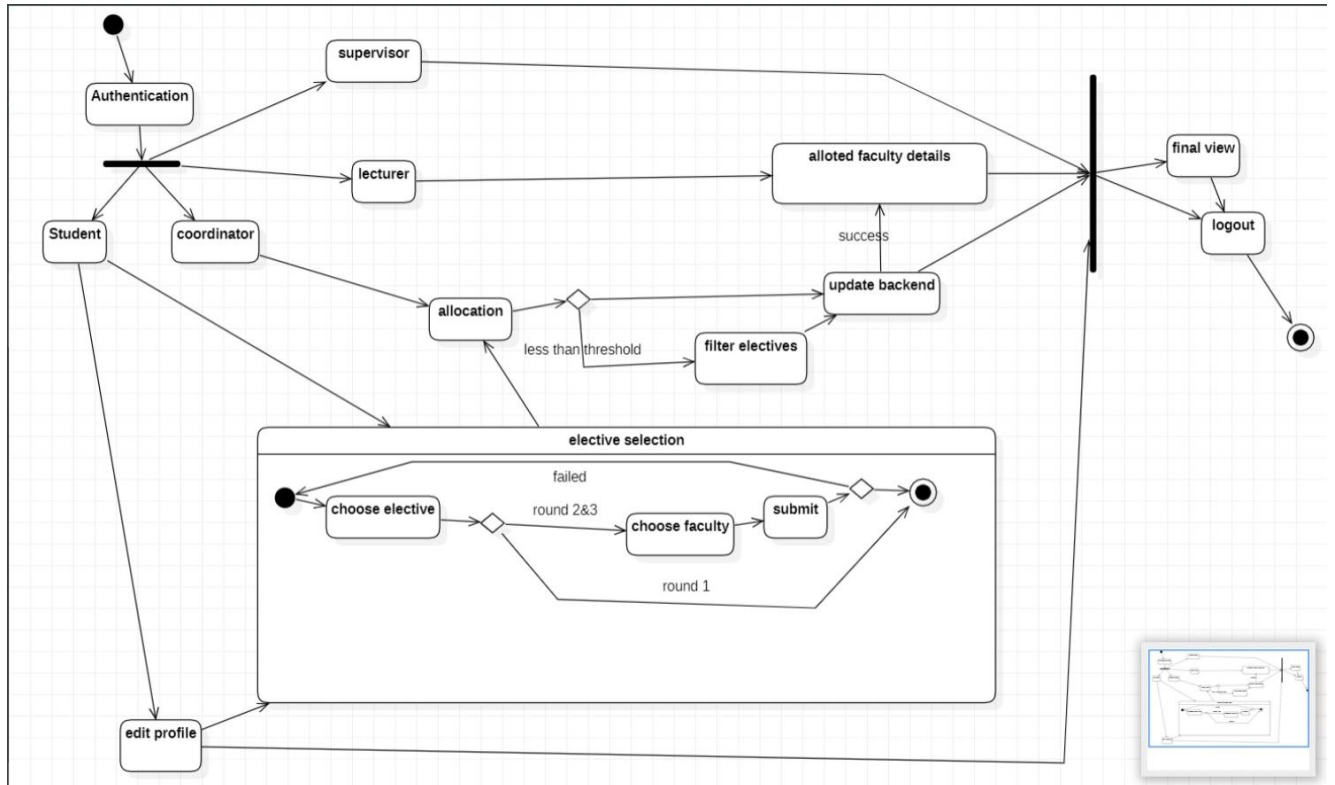 supervisor
Authentication
final view
alloted faculty details
lecturer
Student
coordinator
logout
success
update backend
allocation
less than threshold
filter electives
elective selection
failed
choose elective
round 2&3
choose faculty
submit
round 1
edit profile